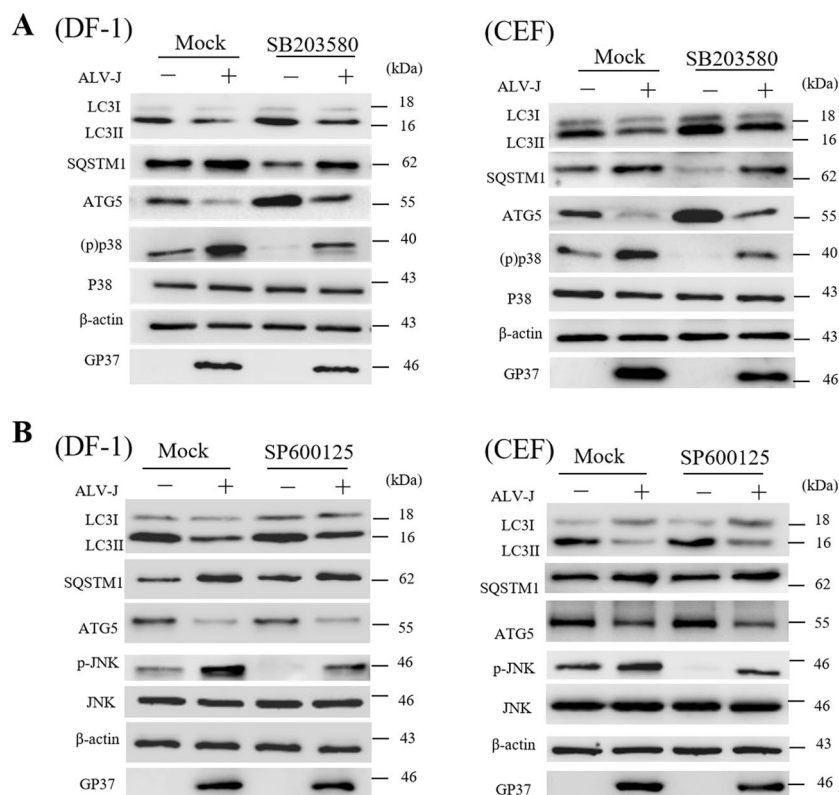 A (DF-1)
Mock SB203580
ALV-J — + — + (kDa)
LC3I 18
LC3II 16
SQSTM1 62
ATG5 55
(p)p38 40
P38 43
β-actin 43
GP37 46
(CEF)
Mock SB203580
ALV-J — + — + (kDa)
LC3I 18
LC3II 16
SQSTM1 62
ATG5 55
(p)p38 40
P38 43
β-actin 43
GP37 46
B (DF-1)
Mock SP600125
ALV-J — + — + (kDa)
LC3I 18
LC3II 16
SQSTM1 62
ATG5 55
p-JNK 46
JNK 46
β-actin 43
GP37 46
(CEF)
Mock SP600125
ALV-J — + — + (kDa)
LC3I 18
LC3II 16
SQSTM1 62
ATG5 55
p-JNK 46
JNK 46
β-actin 43
GP37 46